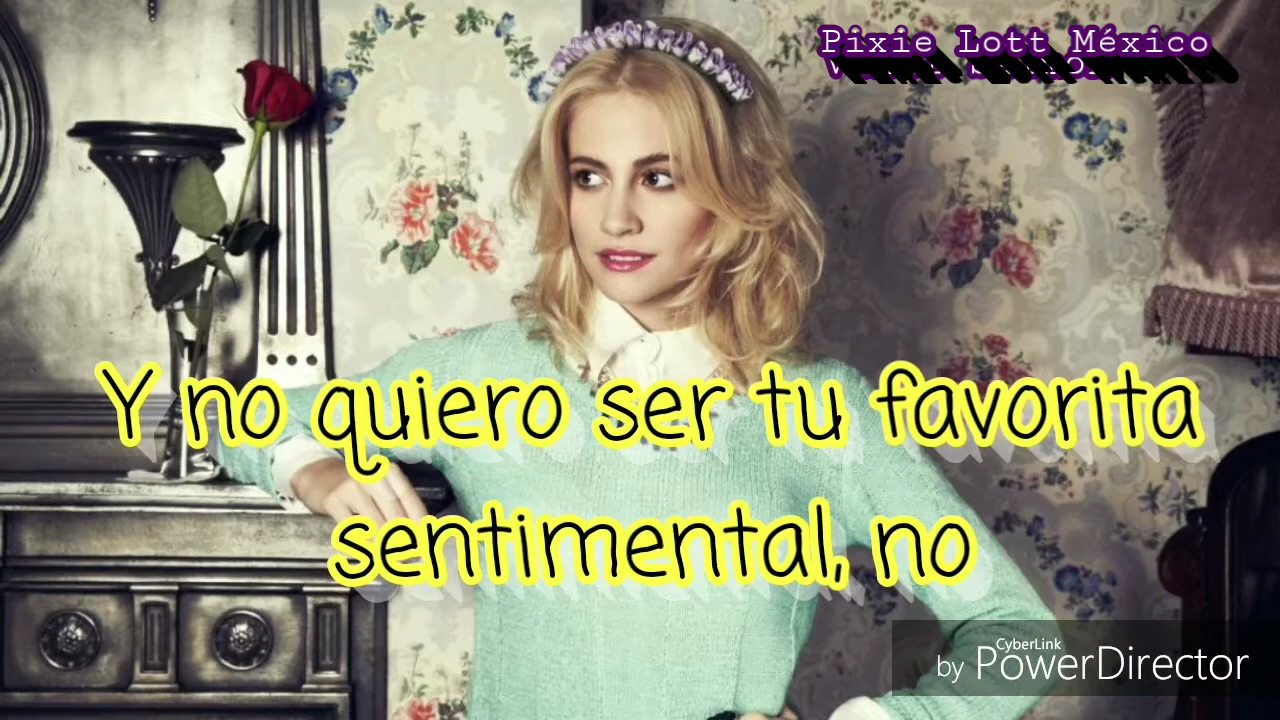 Pixie Lott México
Y no quiero ser tu favorita
sentimental, no
CyberLink
by PowerDirector